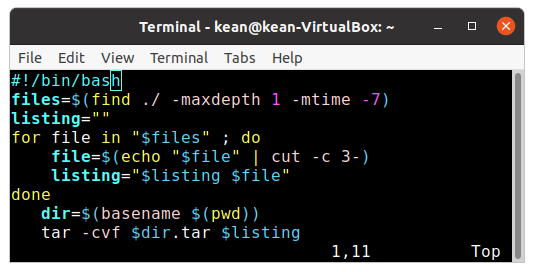 Terminal - kean@kean-VirtualBox: ~
File Edit View Terminal Tabs Help
#!/bin/bash
files=$(find ./ -maxdepth 1 -mtime -7)
listing=""
for file in "$files" ; do
    file=$(echo "$file" | cut -c 3-)
    listing="$listing $file"
done
   dir=$(basename $(pwd))
   tar -cvf $dir.tar $listing
1,11 Top